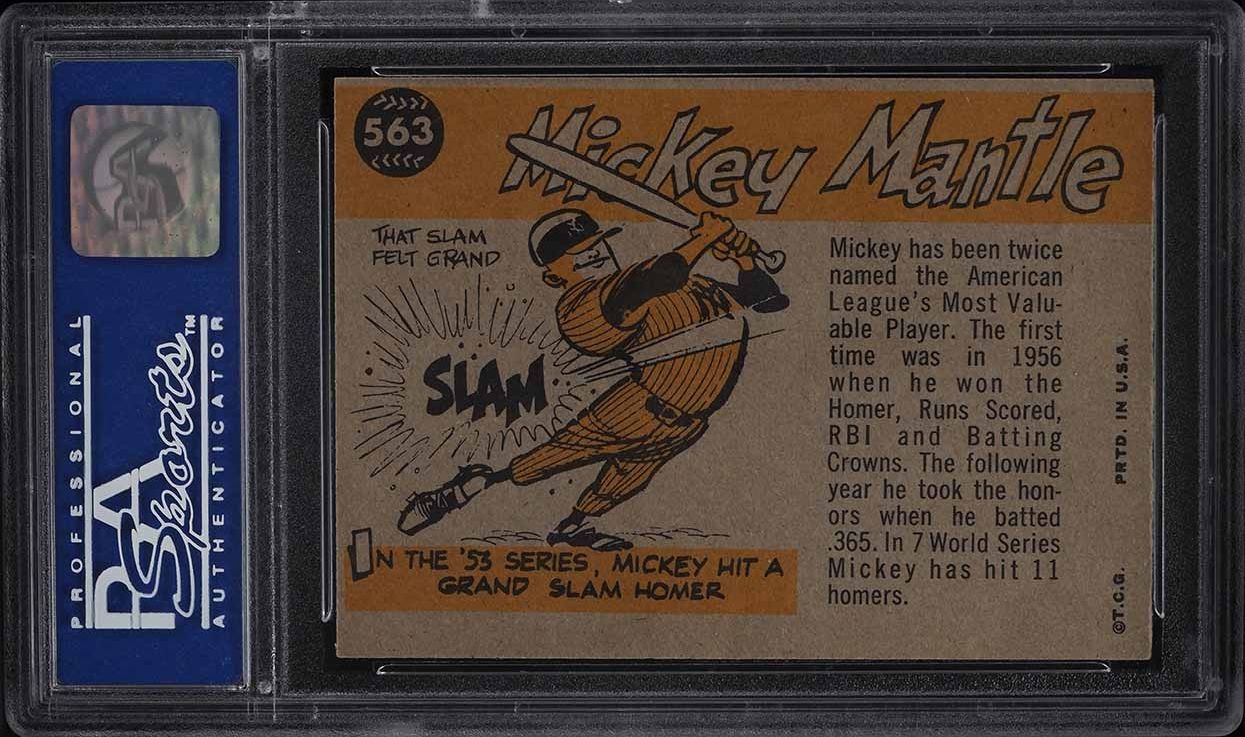 PROFESSIONAL
PSA
Sports™
AUTHENTICATOR
563
Mickey Mantle
THAT SLAM
FELT GRAND
SLAM
IN THE '53 SERIES, MICKEY HIT A
GRAND SLAM HOMER
Mickey has been twice
named the American
League's Most Valu-
able Player. The first
time was in 1956
when he won the
Homer, Runs Scored,
RBI and Batting
Crowns. The following
year he took the hon-
ors when he batted
.365. In 7 World Series
Mickey has hit 11
homers.
©T.C.G. PRTD. IN U.S.A.